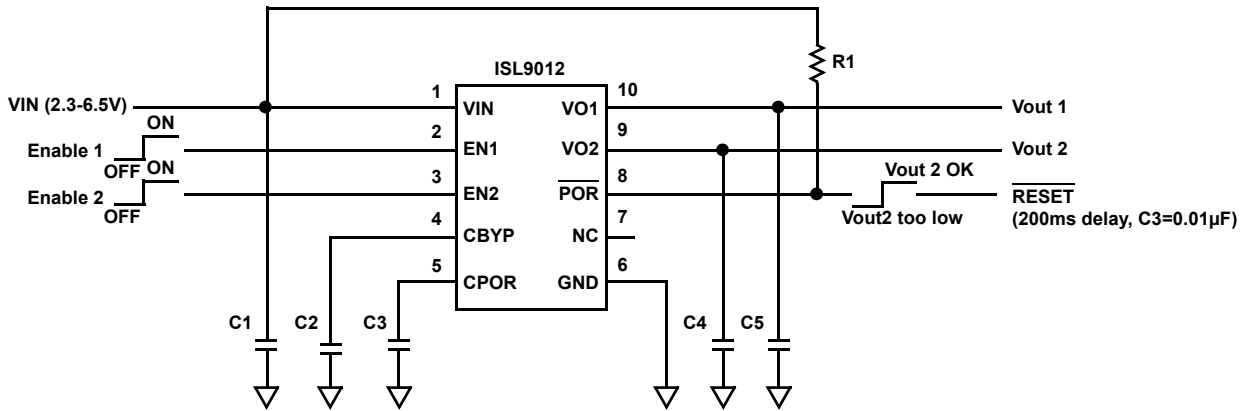 R1
ISL9012
VIN (2.3-6.5V)
1
VIN
VO1
10
Vout 1
Enable 1
OFF
ON
2
EN1
VO2
9
Vout 2
Enable 2
OFF
ON
3
EN2
POR
8
Vout 2 OK
Vout2 too low
RESET
(200ms delay, C3=0.01µF)
4
CBYP
NC
7
5
CPOR
GND
6
C1
C2
C3
C4
C5